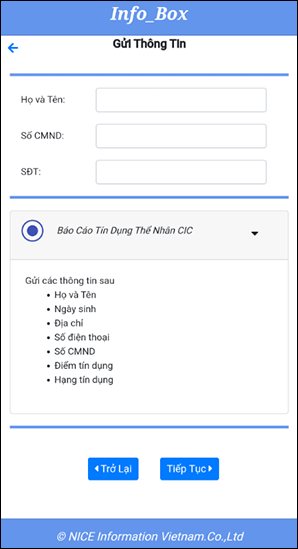 Info_Box
Gửi Thông Tin
Họ và Tên:
Số CMND:
SĐT:
Báo Cáo Tín Dụng Thể Nhân CIC
Gửi các thông tin sau
Họ và Tên
Ngày sinh
Địa chỉ
Số điện thoại
Số CMND
Điểm tín dụng
Hạng tín dụng
Trở Lại Tiếp Tục
© NICE Information Vietnam.Co.,Ltd